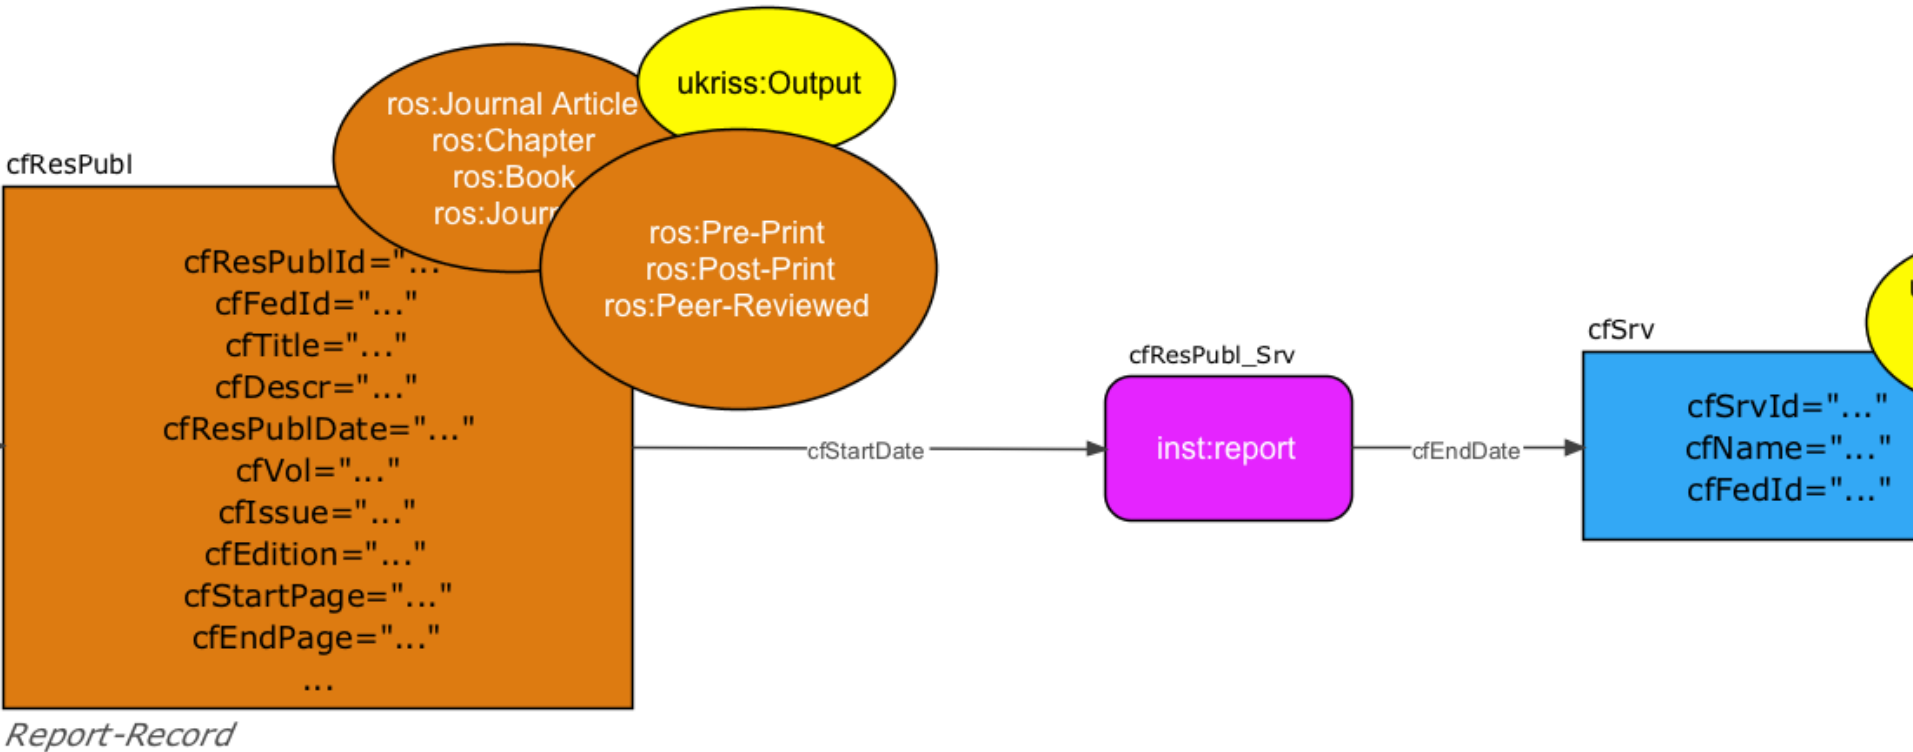 ukriss:Output
ros:Journal Article
ros:Chapter
ros:Book
cfResPubl
ros:Pre-Print
ros:Post-Print
ros:Peer-Reviewed
cfResPublId="...
cfFedId="..."
cfTitle="..."
cfDescr="..."
cfResPublDate="..."
cfVol="..."
cfIssue="..."
cfEdition="..."
cfStartPage="..."
cfEndPage="..."
...
Report-Record
cfStartDate
cfResPubl_Srv
inst:report
cfEndDate
cfSrv
cfSrvId="..."
cfName="..."
cfFedId="..."